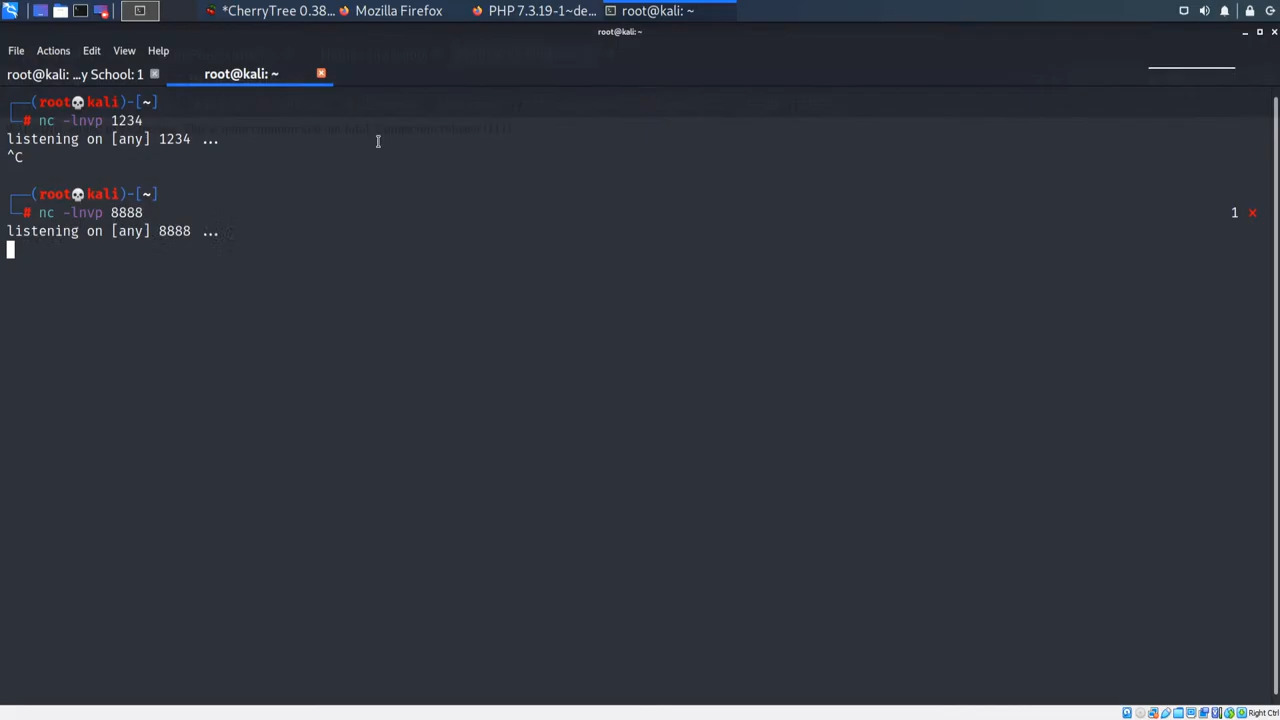 *CherryTree 0.38... Mozilla Firefox PHP 7.3.19-1~de... root@kali: ~
root@kali: ~
File Actions Edit View Help
root@kali: ...y School: 1 root@kali: ~
(root💀kali)-[~]
# nc -lnvp 1234
listening on [any] 1234 ...
^C
(root💀kali)-[~]
# nc -lnvp 8888 1 ×
listening on [any] 8888 ...
Right Ctrl